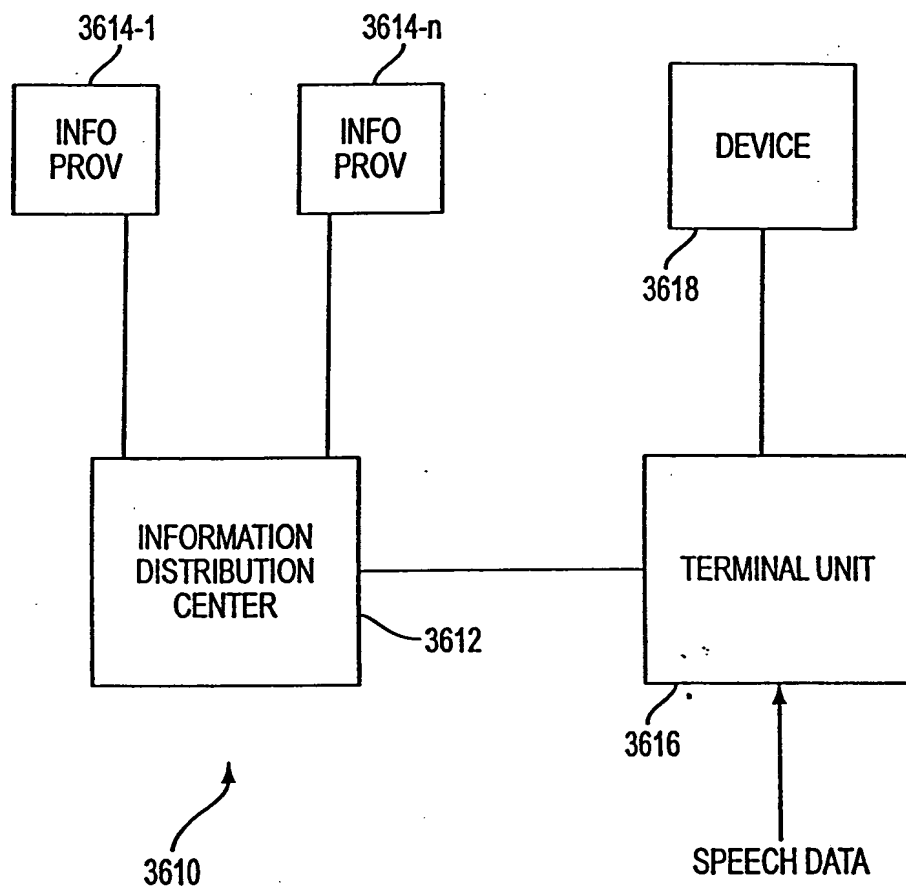 3614-1
3614-n
INFO
PROV
INFO
PROV
DEVICE
3618
INFORMATION
DISTRIBUTION
CENTER
TERMINAL UNIT
3612
3616
3610
SPEECH DATA